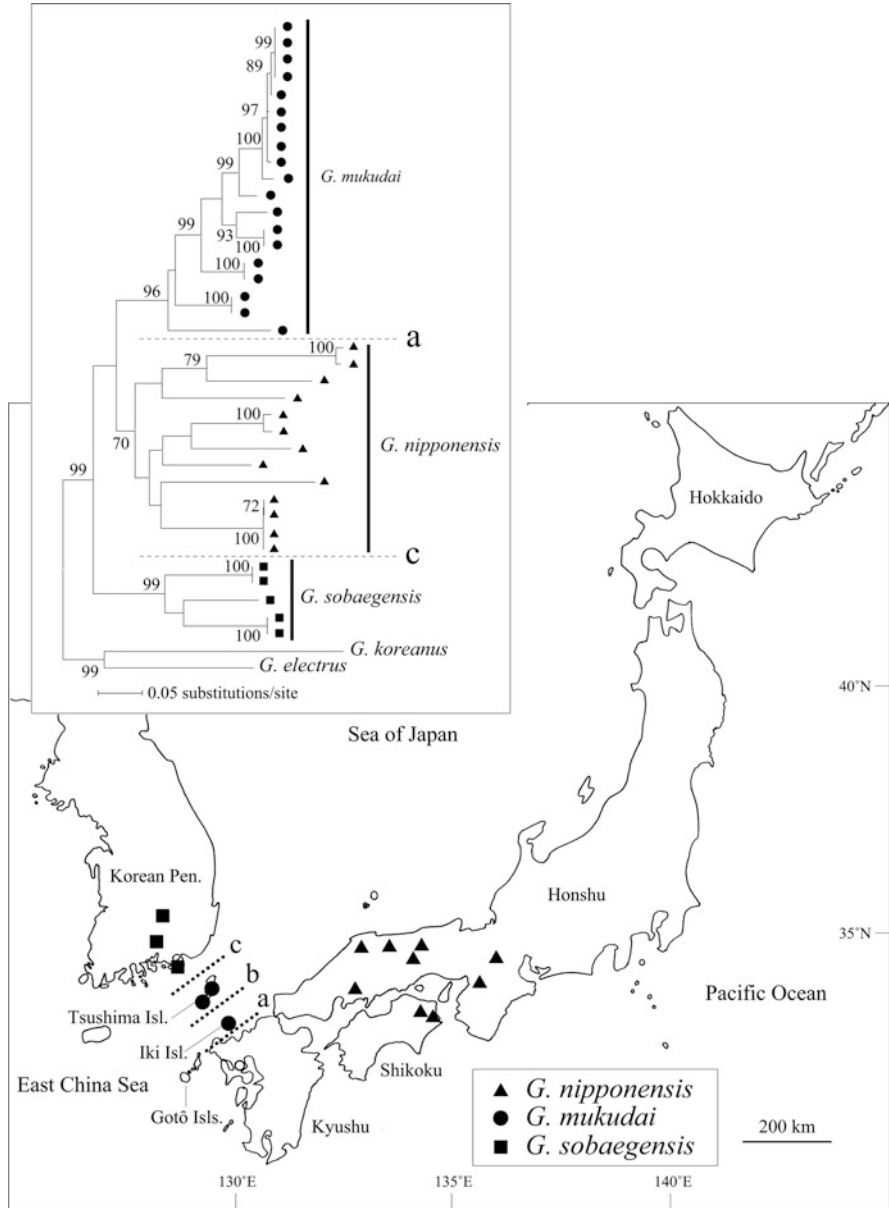 99
89
97
100
99
G. mukudai
99
93
100
100
96
100
a
100
79
100
G. nipponensis
70
99
72
100
c
100
99
G. sobaegensis
100
G. koreanus
G. electrus
99
0.05 substitutions/site
Hokkaido
40°N
Sea of Japan
Korean Pen.
Honshu
35°N
c
b
a
Pacific Ocean
Tsushima Isl.
Iki Isl.
East China Sea
Shikoku
Gotô Isls.
Kyushu
G. nipponensis
G. mukudai
G. sobaegensis
200 km
130°E
135°E
140°E